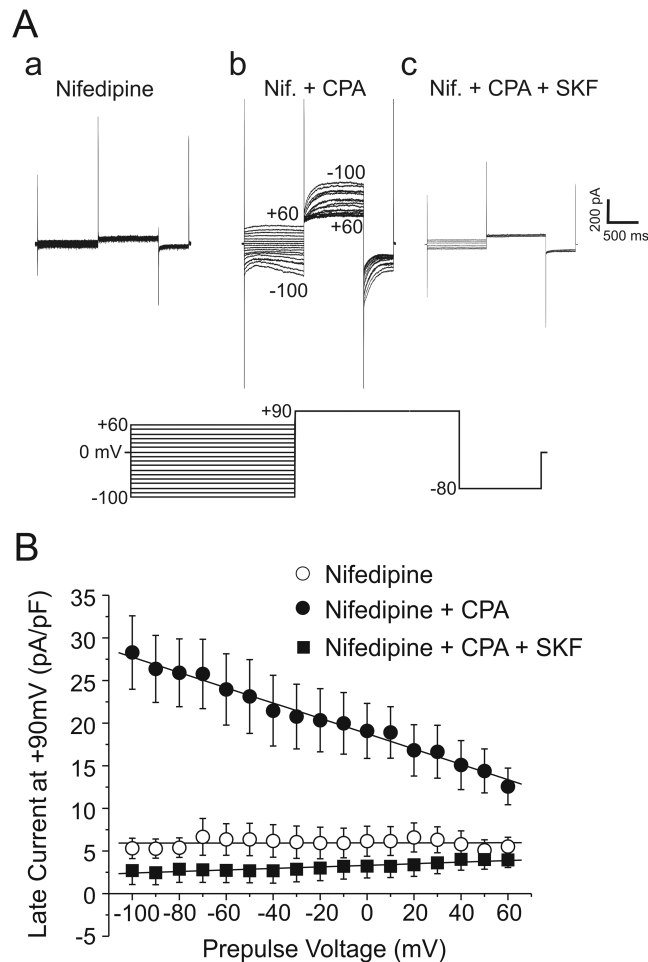 A
a b c
Nifedipine Nif. + CPA Nif. + CPA + SKF
-100
+60
+60
-100
200 pA
500 ms
+90
+60
0 mV
-100
-80
B
Nifedipine
Nifedipine + CPA
Nifedipine + CPA + SKF
Late Current at +90mV (pA/pF)
35
30
25
20
15
10
5
0
-5
-100 -80 -60 -40 -20 0 20 40 60
Prepulse Voltage (mV)